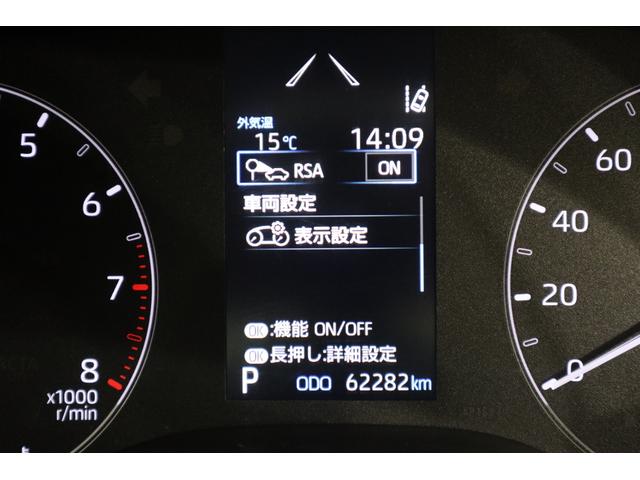 外気温
15℃ 14:09
RSA ON
車両設定
表示設定
OK:機能 ON/OFF
OK長押し:詳細設定
P ODO 62282km
5
6
7
8
x1000
r/min
60
40
20
0